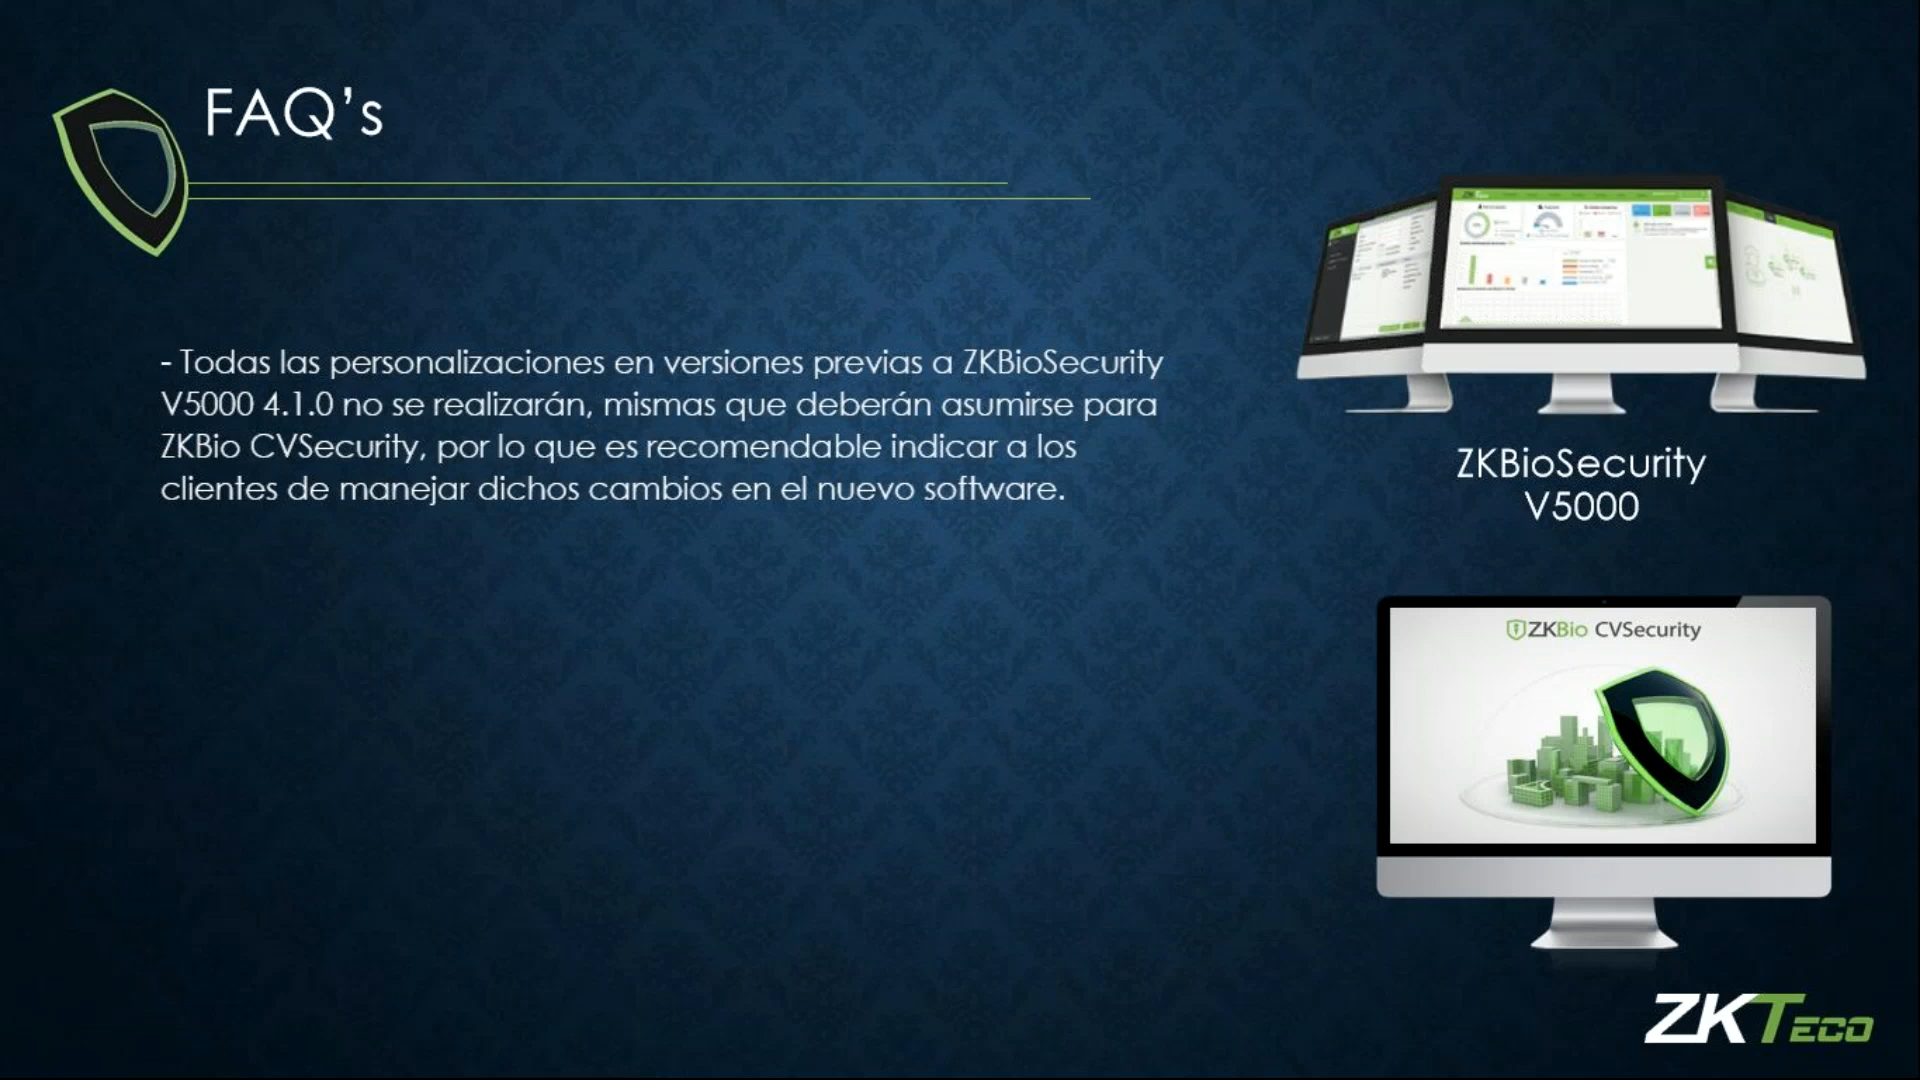 FAQ's
- Todas las personalizaciones en versiones previas a ZKBioSecurity
V5000 4.1.0 no se realizarán, mismas que deberán asumirse para
ZKBio CVSecurity, por lo que es recomendable indicar a los
clientes de manejar dichos cambios en el nuevo software.
ZKBioSecurity
V5000
ZKBio CVSecurity
ZKTECO